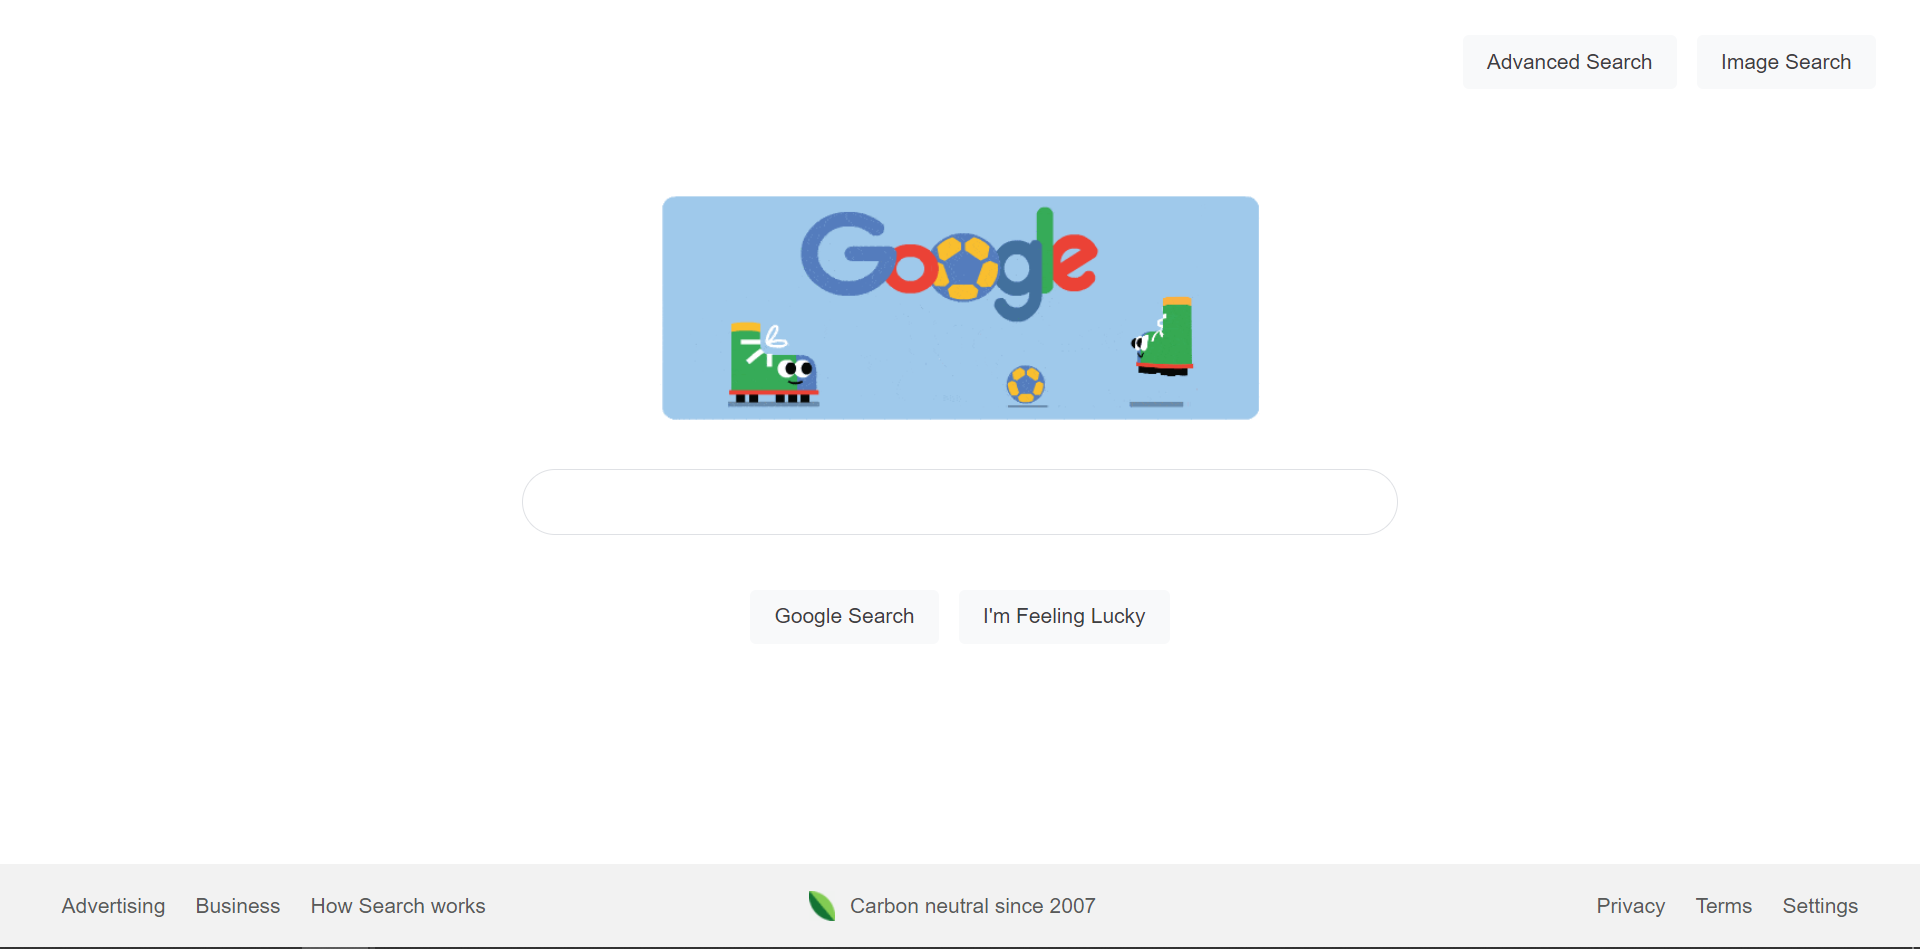 Advanced Search Image Search
Google
Google Search I'm Feeling Lucky
Advertising Business How Search works Carbon neutral since 2007 Privacy Terms Settings